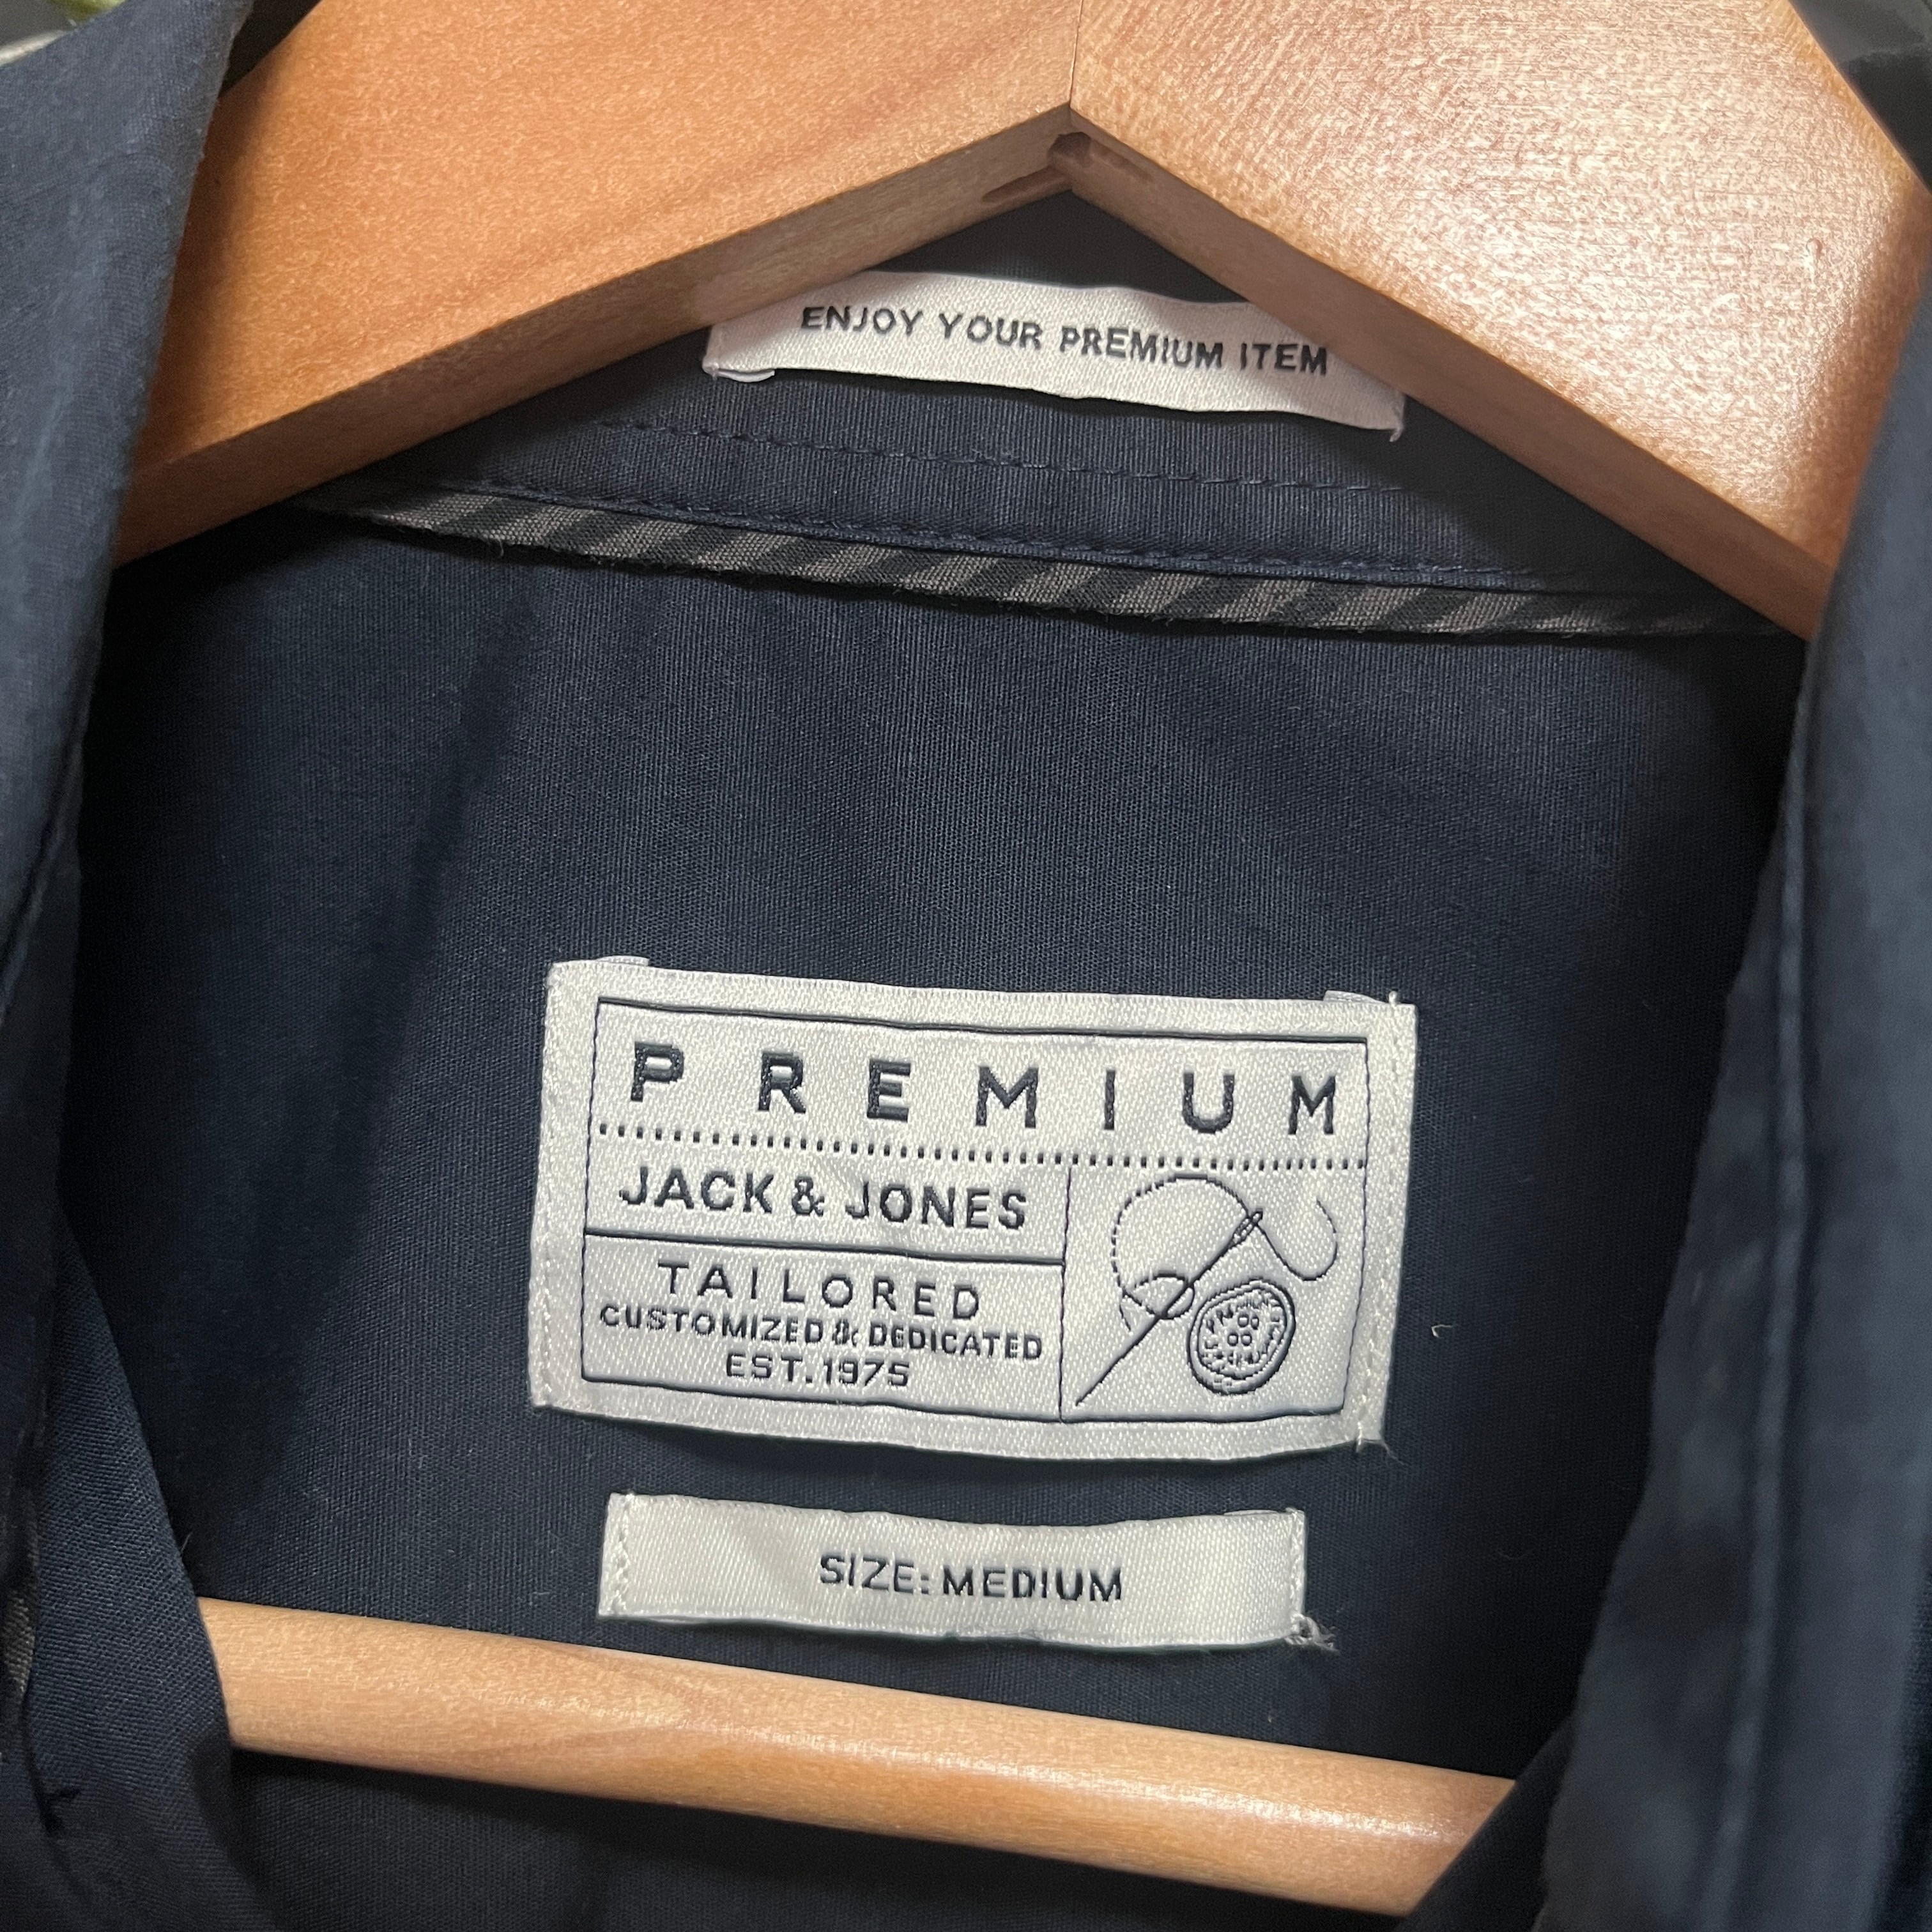 ENJOY YOUR PREMIUM ITEM
PREMIUM
JACK & JONES
TAILORED
CUSTOMIZED & DEDICATED
EST.1975
SIZE: MEDIUM